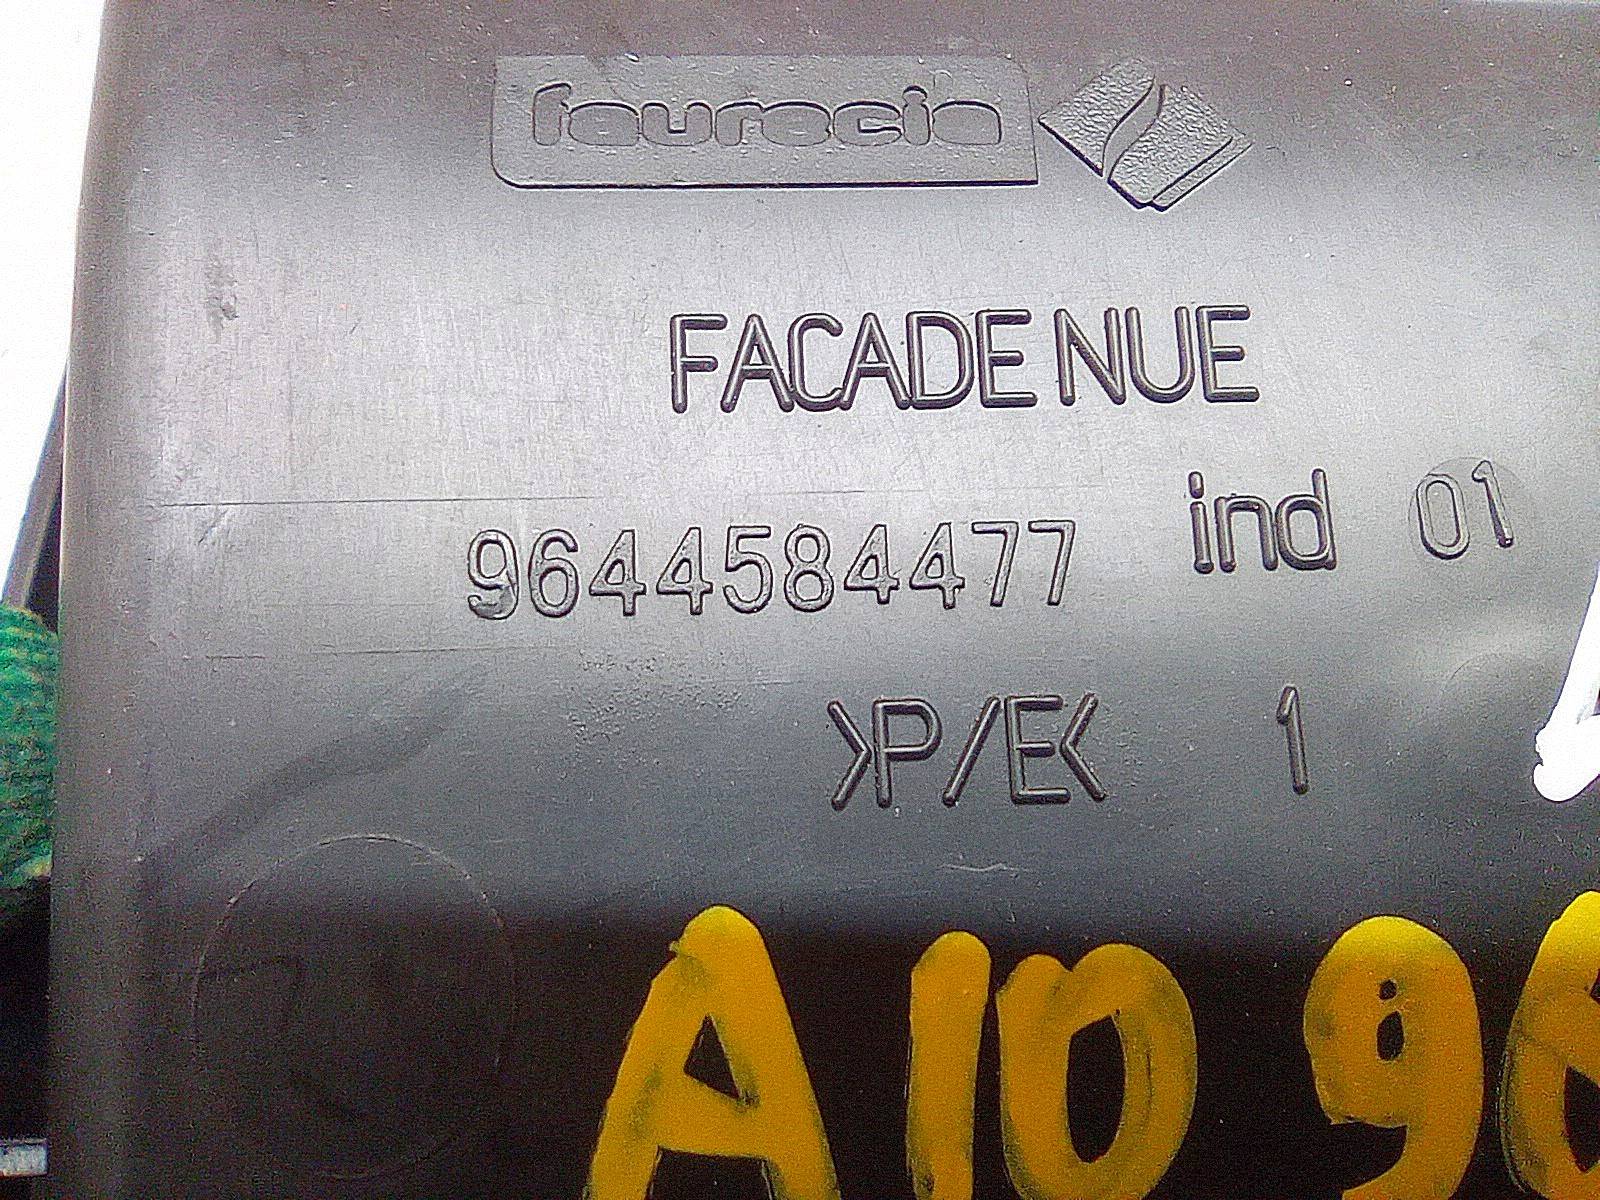 faurecia
FACADE NUE
9644584477 ind 01
>P/E< 1
A10 96